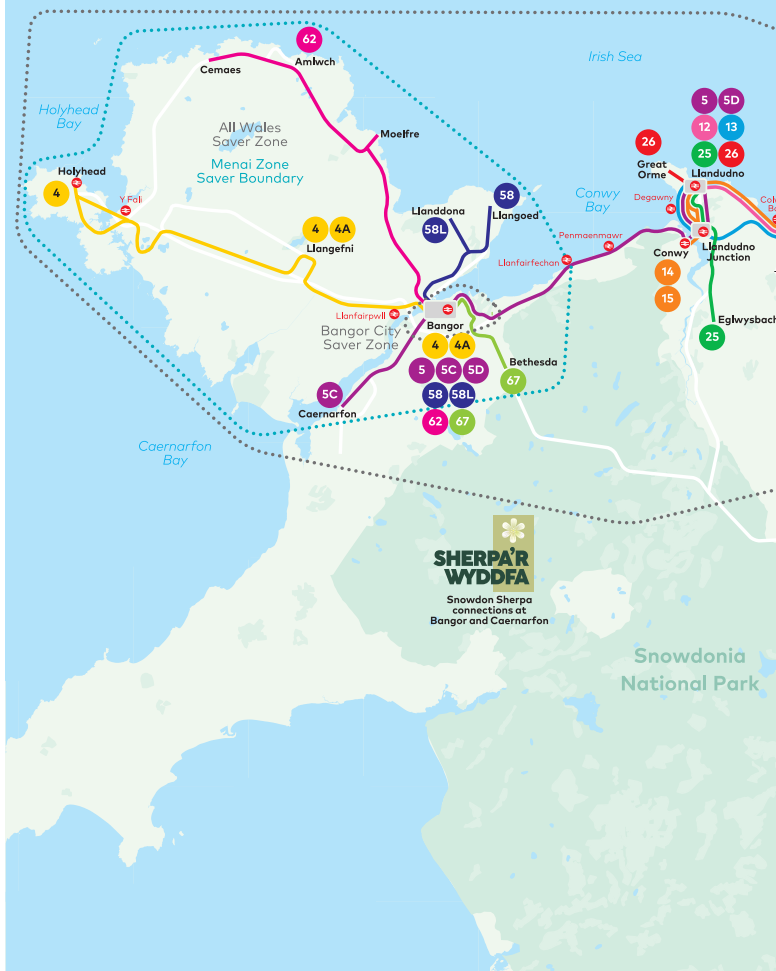 62
Amlwch
Cemaes
Irish Sea
Holyhead
Bay
All Wales
Saver Zone
Menai Zone
Saver Boundary
Moelfre
5 5D
12 13
25 26
Llandudno
26
Great
Orme
Holyhead
4
Y Fali
4 4A
Llangefni
Llanddona
58L
58
Llangoed
Conwy
Bay
Degawny
Penmaenmawr
Llanfairfechan
Conwy
14
15
Llandudno
Junction
Llanfairpwll
Bangor City
Saver Zone
Bangor
4 4A
5 5C 5D
58 58L
62 67
Bethesda
67
Eglwysbach
25
5C
Caernarfon
Caernarfon
Bay
SHERPA'R
WYDDFA
Snowdon Sherpa
connections at
Bangor and Caernarfon
Snowdonia
National Park